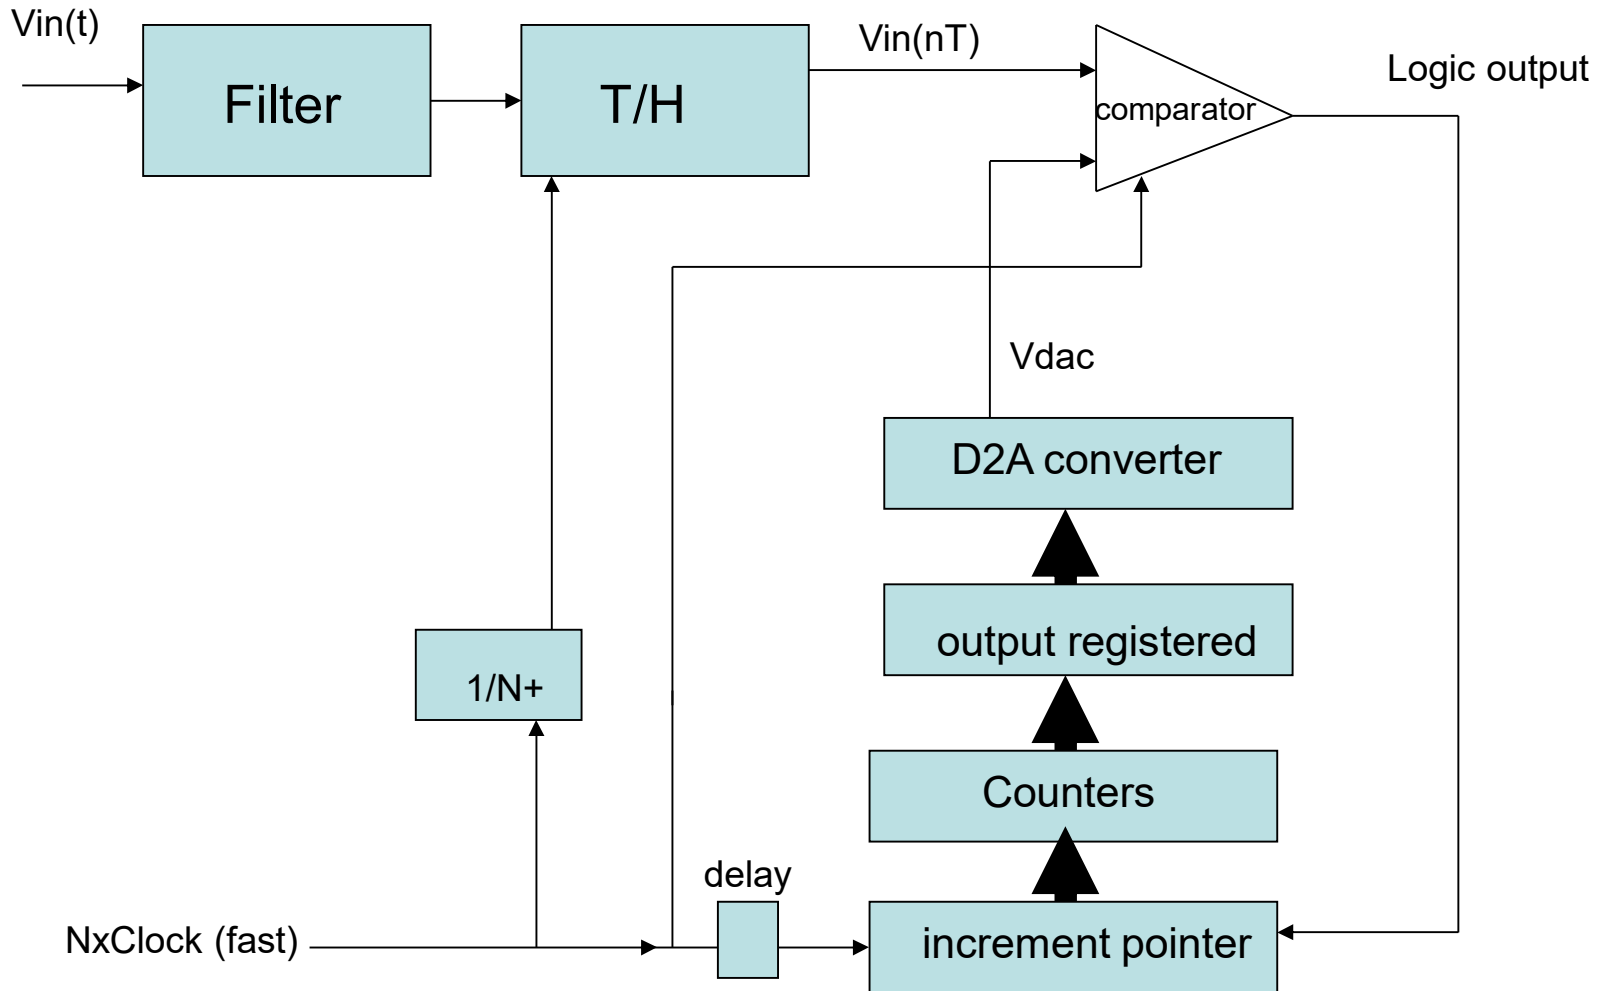 Vin(t)
Filter
T/H
Vin(nT)
comparator
Logic output
Vdac
D2A converter
output registered
1/N+
Counters
delay
NxClock (fast)
increment pointer